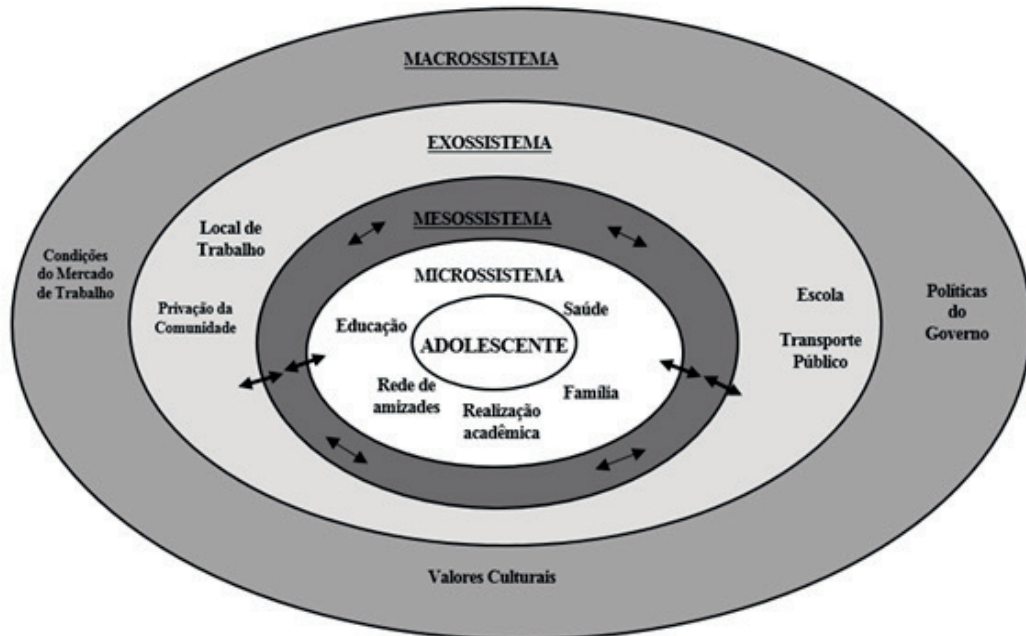 MACROSSISTEMA
EXOSSISTEMA
MESOSSISTEMA
Local de
Trabalho
Condições
do Mercado
de Trabalho
Privação da
Comunidade
MICROSSISTEMA
Educação
Saúde
ADOLESCENTE
Rede de
amizades
Realização
acadêmica
Família
Escola
Transporte
Público
Políticas
do
Governo
Valores Culturais